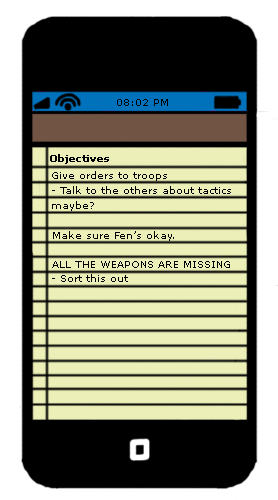 08:02 PM
Objectives
Give orders to troops
- Talk to the others about tactics
maybe?
Make sure Fen's okay.
ALL THE WEAPONS ARE MISSING
- Sort this out